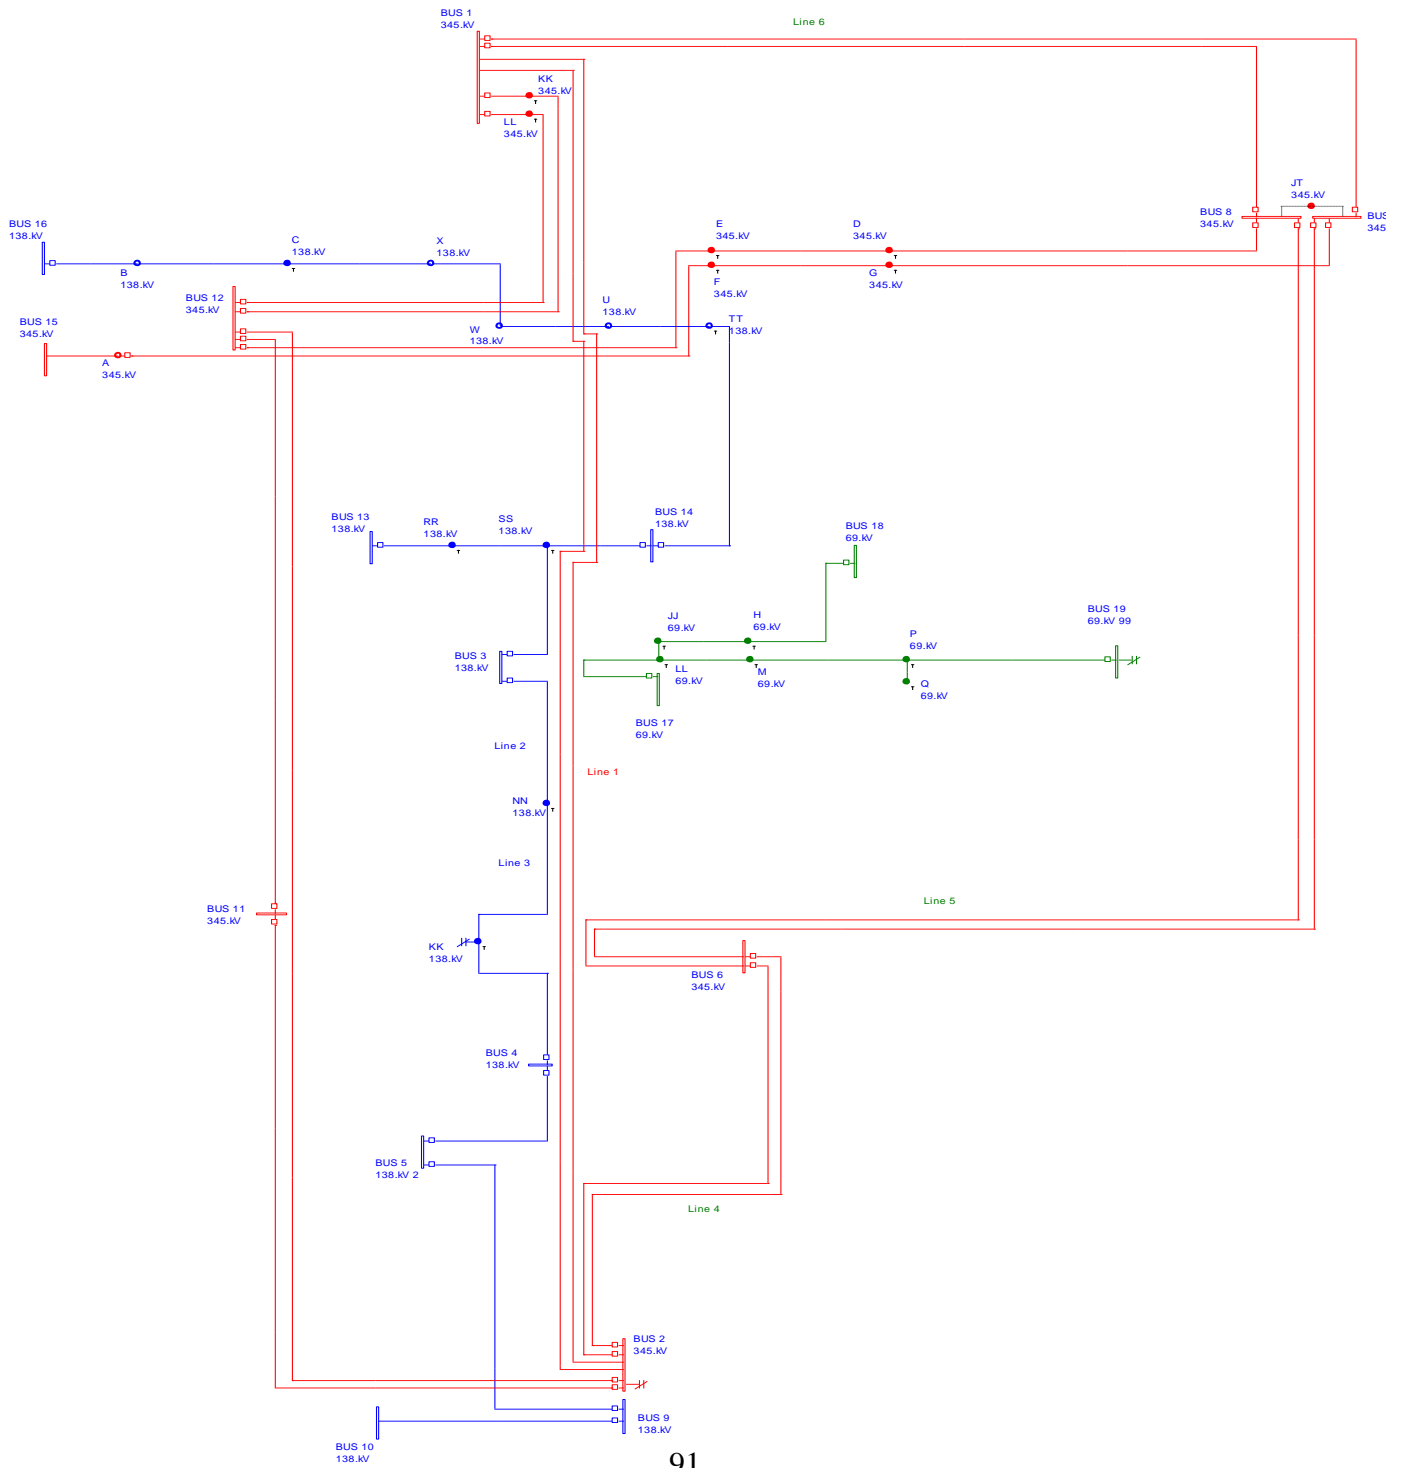 BUS 1
345.kV
Line 6
KK
345.kV
LL
345.kV
JT
345.kV
BUS 8
345.kV
BUS
345
BUS 16
138.kV
C
138.kV
X
138.kV
E
345.kV
D
345.kV
B
138.kV
F
345.kV
G
345.kV
BUS 12
345.kV
U
138.kV
TT
138.kV
BUS 15
345.kV
W
138.kV
A
345.kV
BUS 13
138.kV
RR
138.kV
SS
138.kV
BUS 14
138.kV
BUS 18
69.kV
JJ
69.kV
H
69.kV
P
69.kV
BUS 19
69.kV 99
BUS 3
138.kV
LL
69.kV
M
69.kV
Q
69.kV
BUS 17
69.kV
Line 2
Line 1
NN
138.kV
Line 3
Line 5
BUS 11
345.kV
KK
138.kV
BUS 6
345.kV
BUS 4
138.kV
BUS 5
138.kV 2
Line 4
BUS 2
345.kV
BUS 9
138.kV
BUS 10
138.kV
91